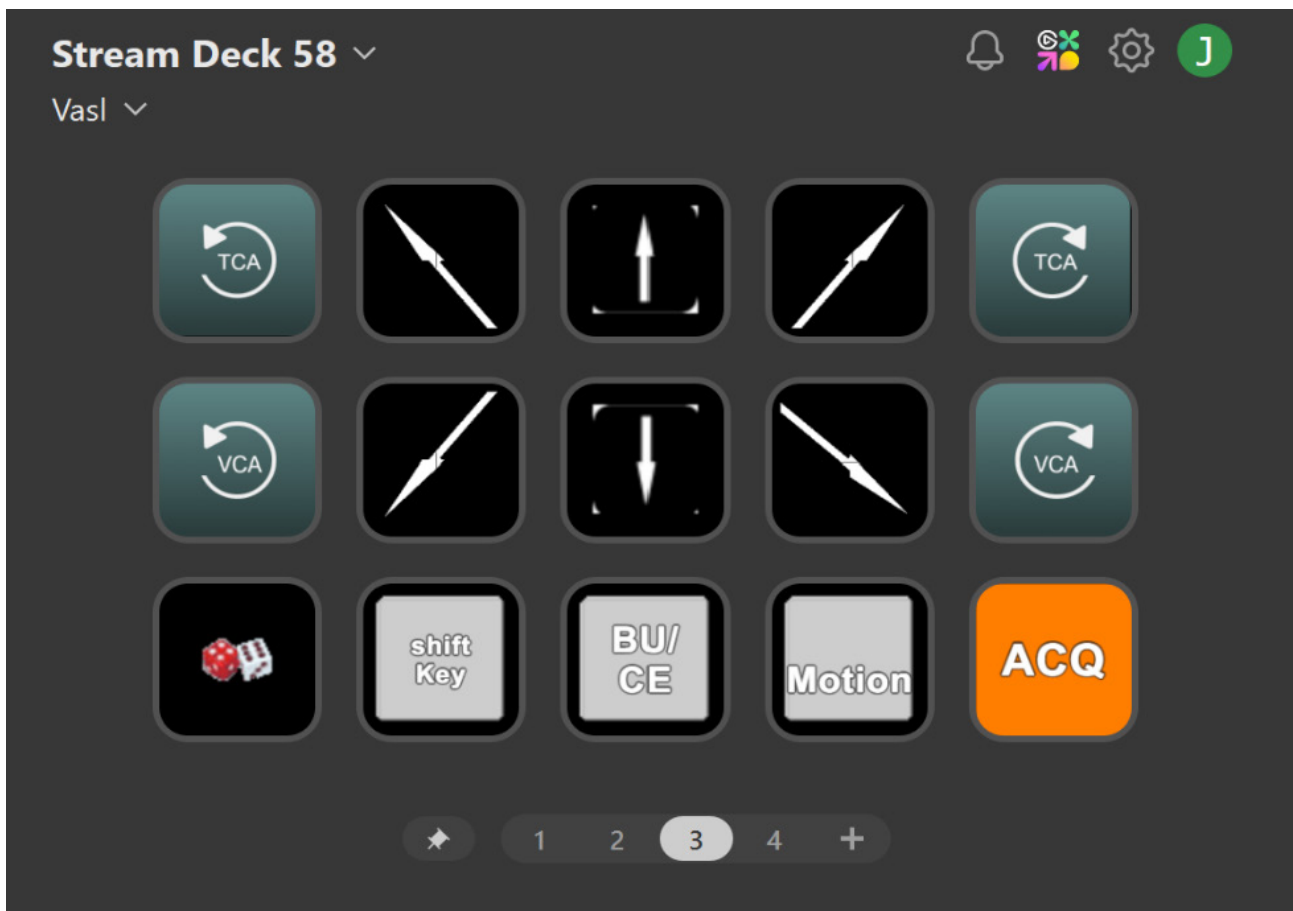 Stream Deck 58
J
Vasl
TCA
TCA
VCA
VCA
shift
Key
BU/
CE
Motion
ACQ
1 2 3 4 +